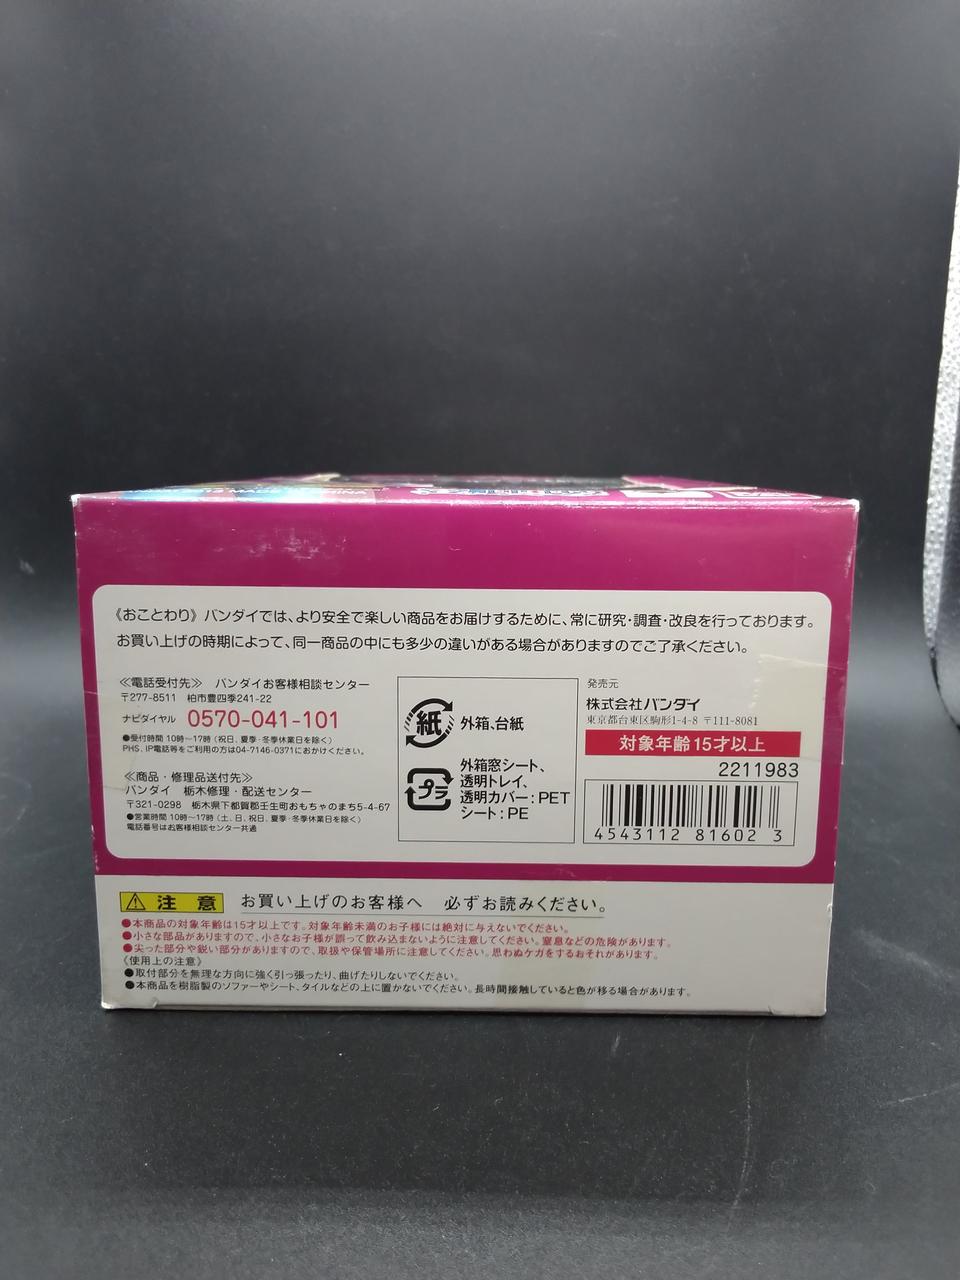 MADE
《おことわり》バンダイでは、より安全で楽しい商品をお届けするために、常に研究・調査・改良を行っております。
お買い上げの時期によって、同一商品の中にも多少の違いがある場合がありますのでご了承ください。
≪電話受付先≫ バンダイお客様相談センター
〒277-8511 柏市豊四季241-22
ナビダイヤル 0570-041-101
●受付時間 10時〜17時(祝日、夏季・冬季休業日を除く)
PHS、IP電話等をご利用の方は04-7146-0371におかけください。
≪商品・修理品送付先≫
バンダイ 栃木修理・配送センター
〒321-0298 栃木県下都賀郡壬生町おもちゃのまち5-4-67
●営業時間 10時〜17時(土、日、祝日、夏季・冬季休業日を除く)
電話番号はお客様相談センター共通
紙 外箱、台紙
プラ 外箱窓シート、
透明トレイ、
透明カバー:PET
シート:PE
発売元
株式会社バンダイ
東京都台東区駒形1-4-8 〒111-8081
対象年齢15才以上
2211983
4543112 81602 3
注意 お買い上げのお客様へ 必ずお読みください。
●本商品の対象年齢は15才以上です。対象年齢未満のお子様には絶対に与えないでください。
●小さな部品がありますので、小さなお子様が誤って飲み込まないように注意してください。窒息などの危険があります。
●尖った部分や鋭い部分がありますので、取扱や保管場所に注意してください。思わぬケガをするおそれがあります。
《使用上の注意》
●取付部分を無理な方向に強く引っ張ったり、曲げたりしないでください。
●本商品を樹脂製のソファーやシート、タイルなどの上に置かないでください。長時間接触していると色が移る場合があります。